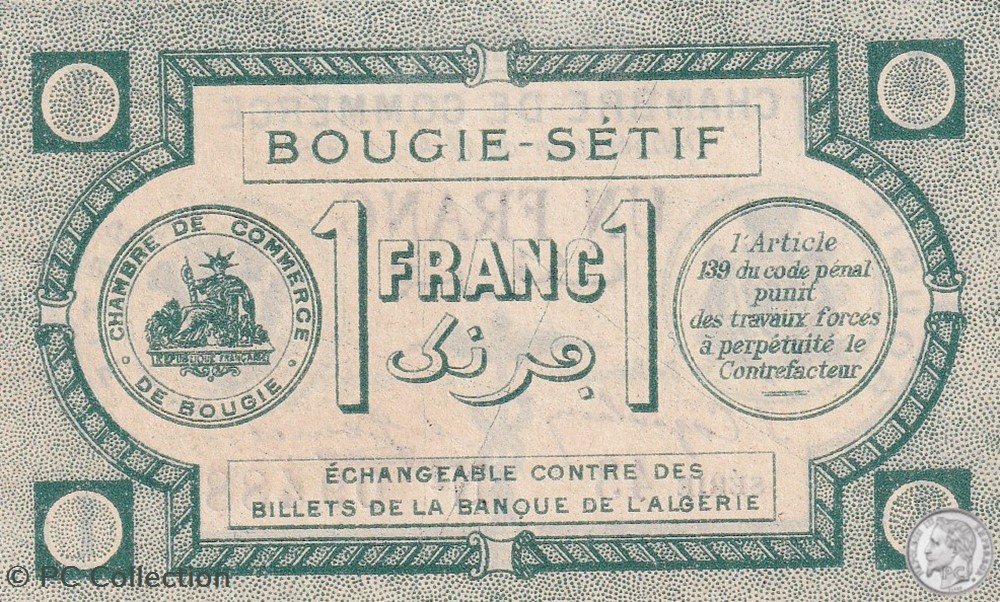 BOUGIE-SÉTIF
CHAMBRE DE COMMERCE
DE BOUGIE
RÉPUBLIQUE FRANÇAISE
1 FRANC 1
فرنك
l'Article
139 du code pénal
punit
des travaux forcés
à perpétuité le
Contrefacteur
ÉCHANGEABLE CONTRE DES
BILLETS DE LA BANQUE DE L'ALGÉRIE
© PC Collection